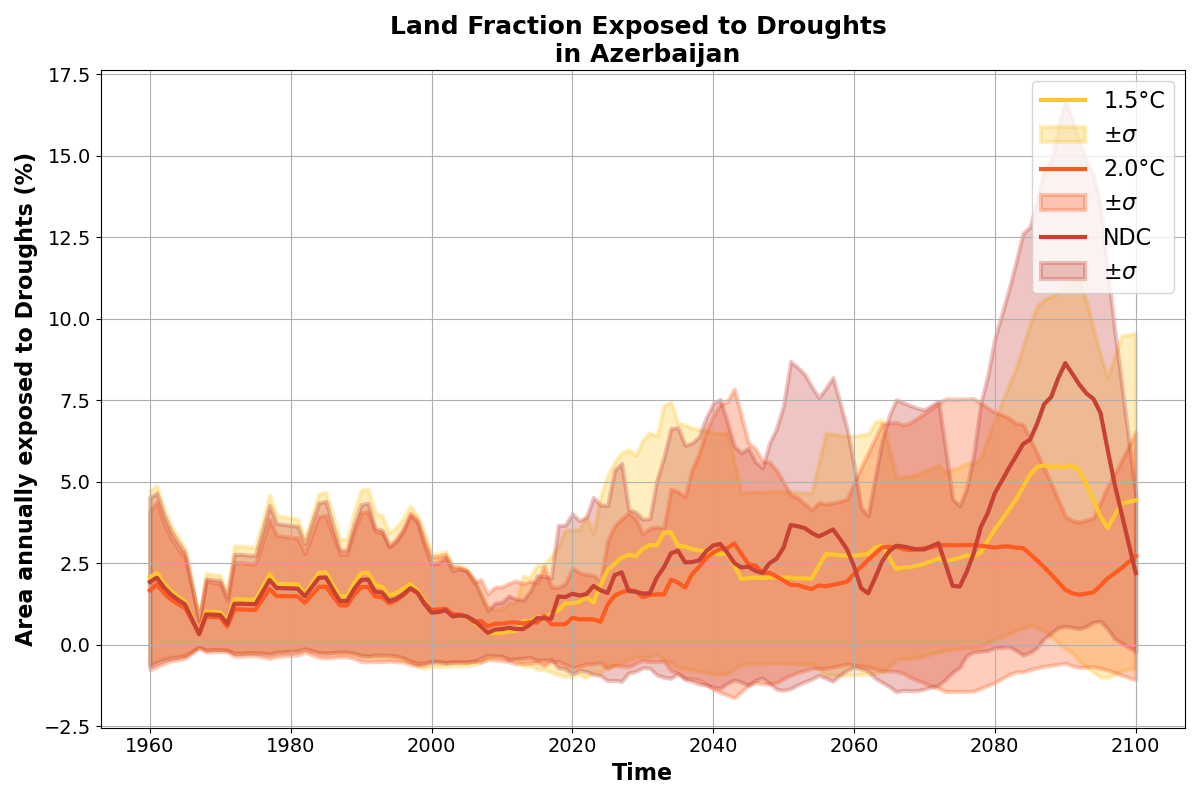 Land Fraction Exposed to Droughts
in Azerbaijan
Area annually exposed to Droughts (%)
17.5
15.0
12.5
10.0
7.5
5.0
2.5
0.0
−2.5
1.5°C
±σ
2.0°C
±σ
NDC
±σ
1960 1980 2000 2020 2040 2060 2080 2100
Time